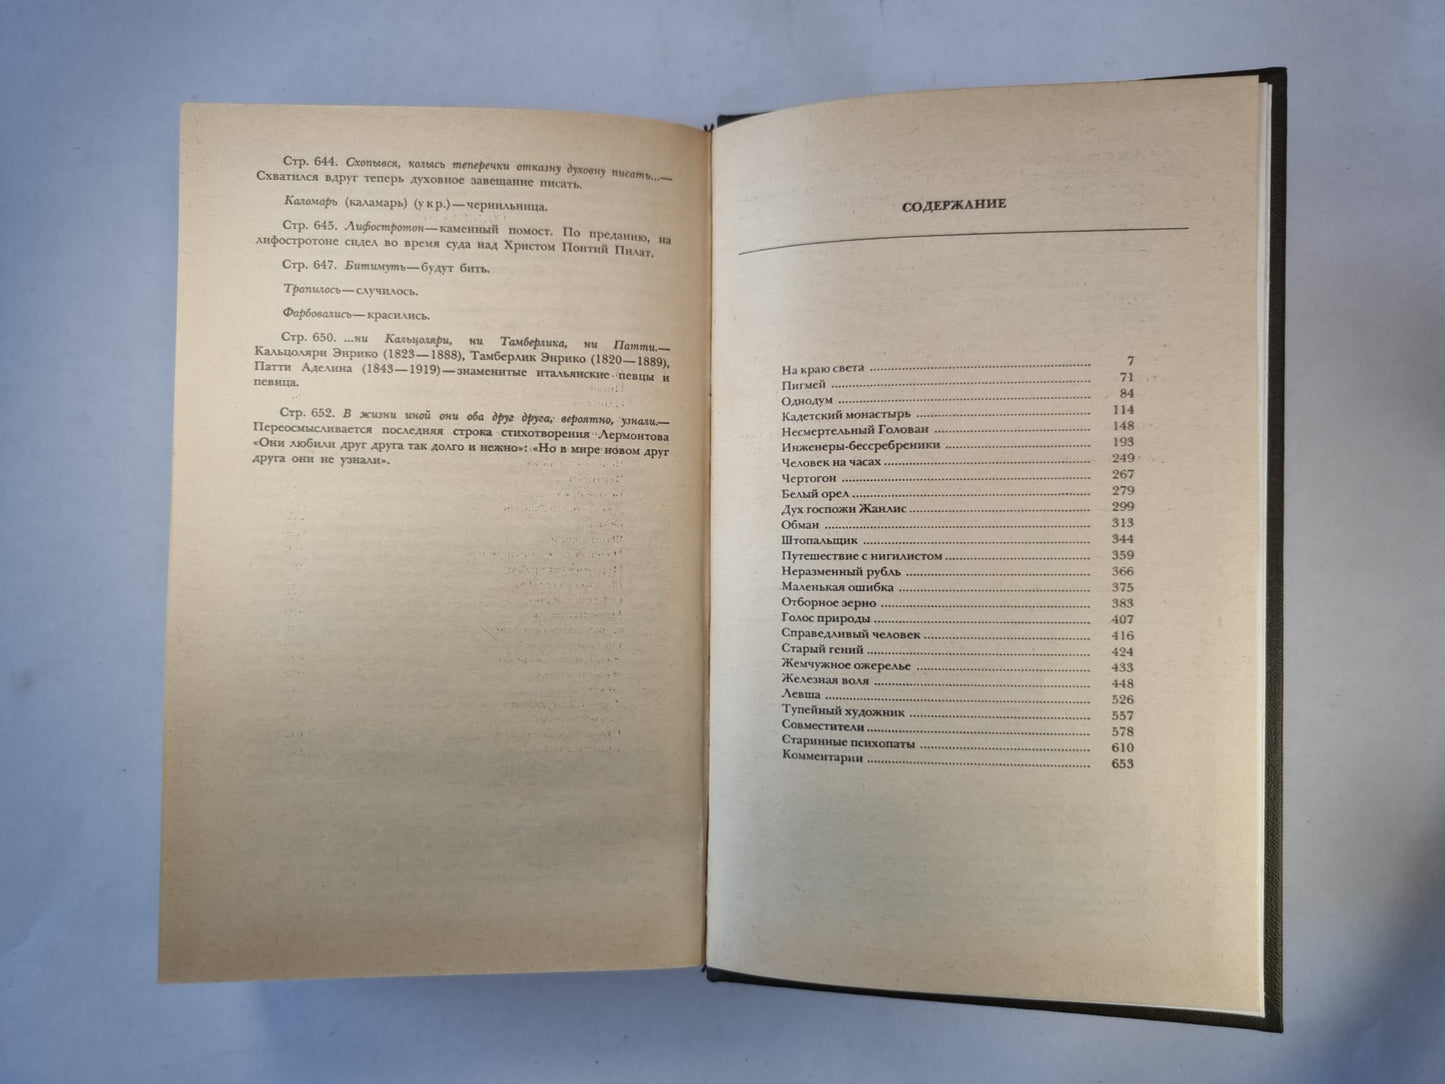 Стр. 644. Схопывся, колысь теперечки отказну духовну писать...—
Схватился вдруг теперь духовное завещание писать.
Каломарь (каламарь) (укр.)—чернильница.
Стр. 645. Лифостротон—каменный помост. По преданию, на
лифостротоне сидел во время суда над Христом Понтий Пилат.
Стр. 647. Битимуть—будут бить.
Трапилось—случилось.
Фарбовались—красились.
Стр. 650. ...ни Кальцоляри, ни Тамберлика, ни Патти.—
Кальцоляри Энрико (1823—1888), Тамберлик Энрико (1820—1889),
Патти Аделина (1843—1919)—знаменитые итальянские певцы и
певица.
Стр. 652. В жизни иной они оба друг друга, вероятно, узнали.—
Переосмысливается последняя строка стихотворения Лермонтова
«Они любили друг друга так долго и нежно»: «Но в мире новом друг
друга они не узнали».
СОДЕРЖАНИЕ
На краю света 7
Пигмей 71
Однодум 84
Кадетский монастырь 114
Несмертельный Голован 148
Инженеры-бессребреники 193
Человек на часах 249
Чертогон 267
Белый орел 279
Дух госпожи Жанлис 299
Обман 313
Штопальщик 344
Путешествие с нигилистом 359
Неразменный рубль 366
Маленькая ошибка 375
Отборное зерно 383
Голос природы 407
Справедливый человек 416
Старый гений 424
Жемчужное ожерелье 433
Железная воля 448
Левша 526
Тупейный художник 557
Совместители 578
Старинные психопаты 610
Комментарии 653